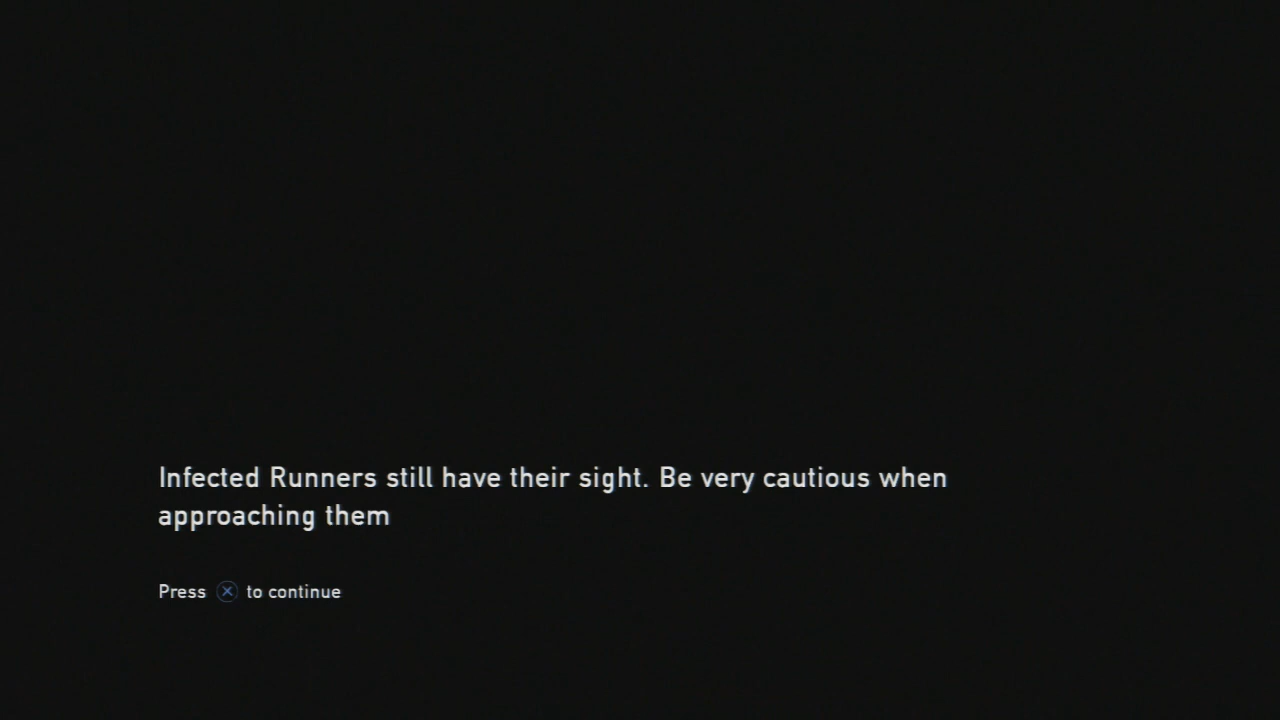 Infected Runners still have their sight. Be very cautious when
approaching them
Press ⓧ to continue